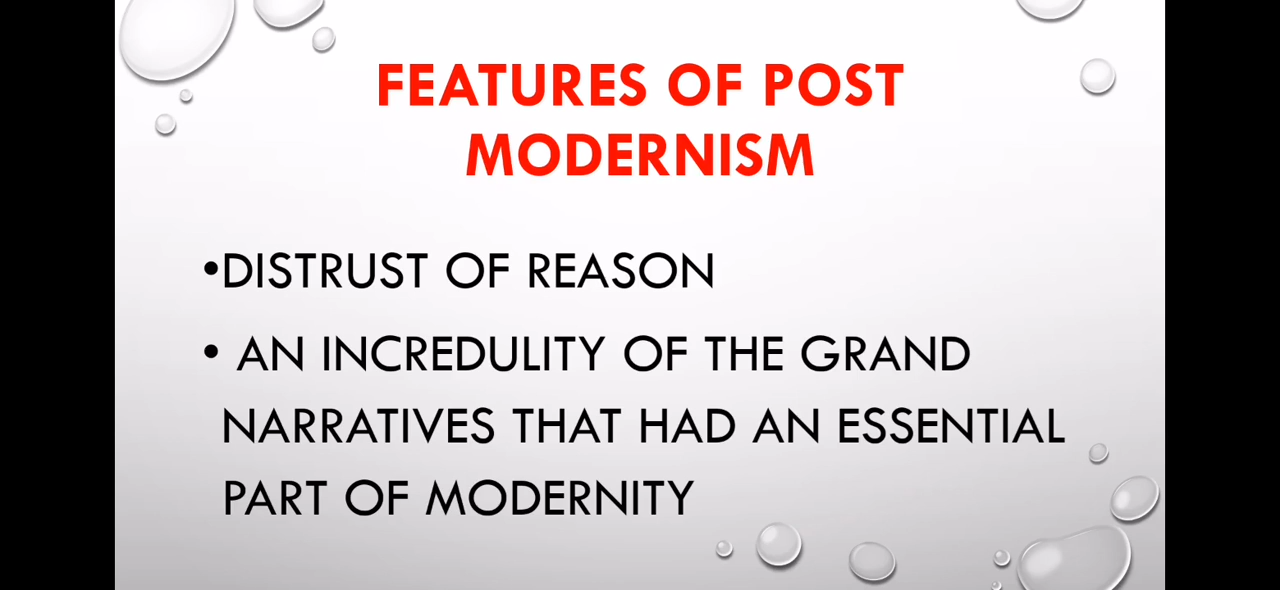 FEATURES OF POST
MODERNISM
•DISTRUST OF REASON
• AN INCREDULITY OF THE GRAND
NARRATIVES THAT HAD AN ESSENTIAL
PART OF MODERNITY